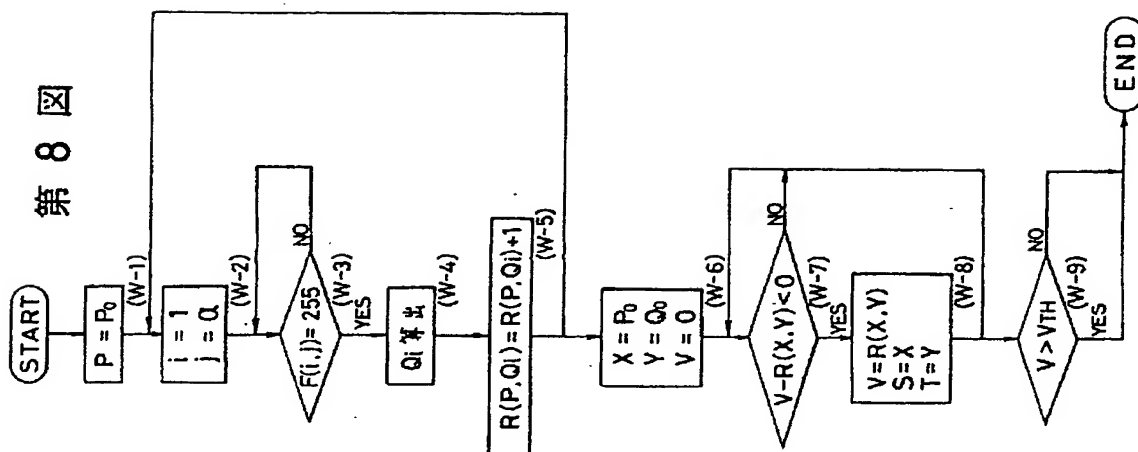 第 8 図
START
P = P₀
(W-1)
i = 1
j = a
(W-2)
F(i,j)=255
NO
(W-3)
YES
Qi 算出
(W-4)
R(P,Qi)=R(P,Qi)+1
(W-5)
X = P₀
Y = Q₀
V = 0
(W-6)
V-R(X,Y)<0
NO
(W-7)
YES
V=R(X,Y)
S=X
T=Y
(W-8)
V > VTH
NO
(W-9)
YES
END